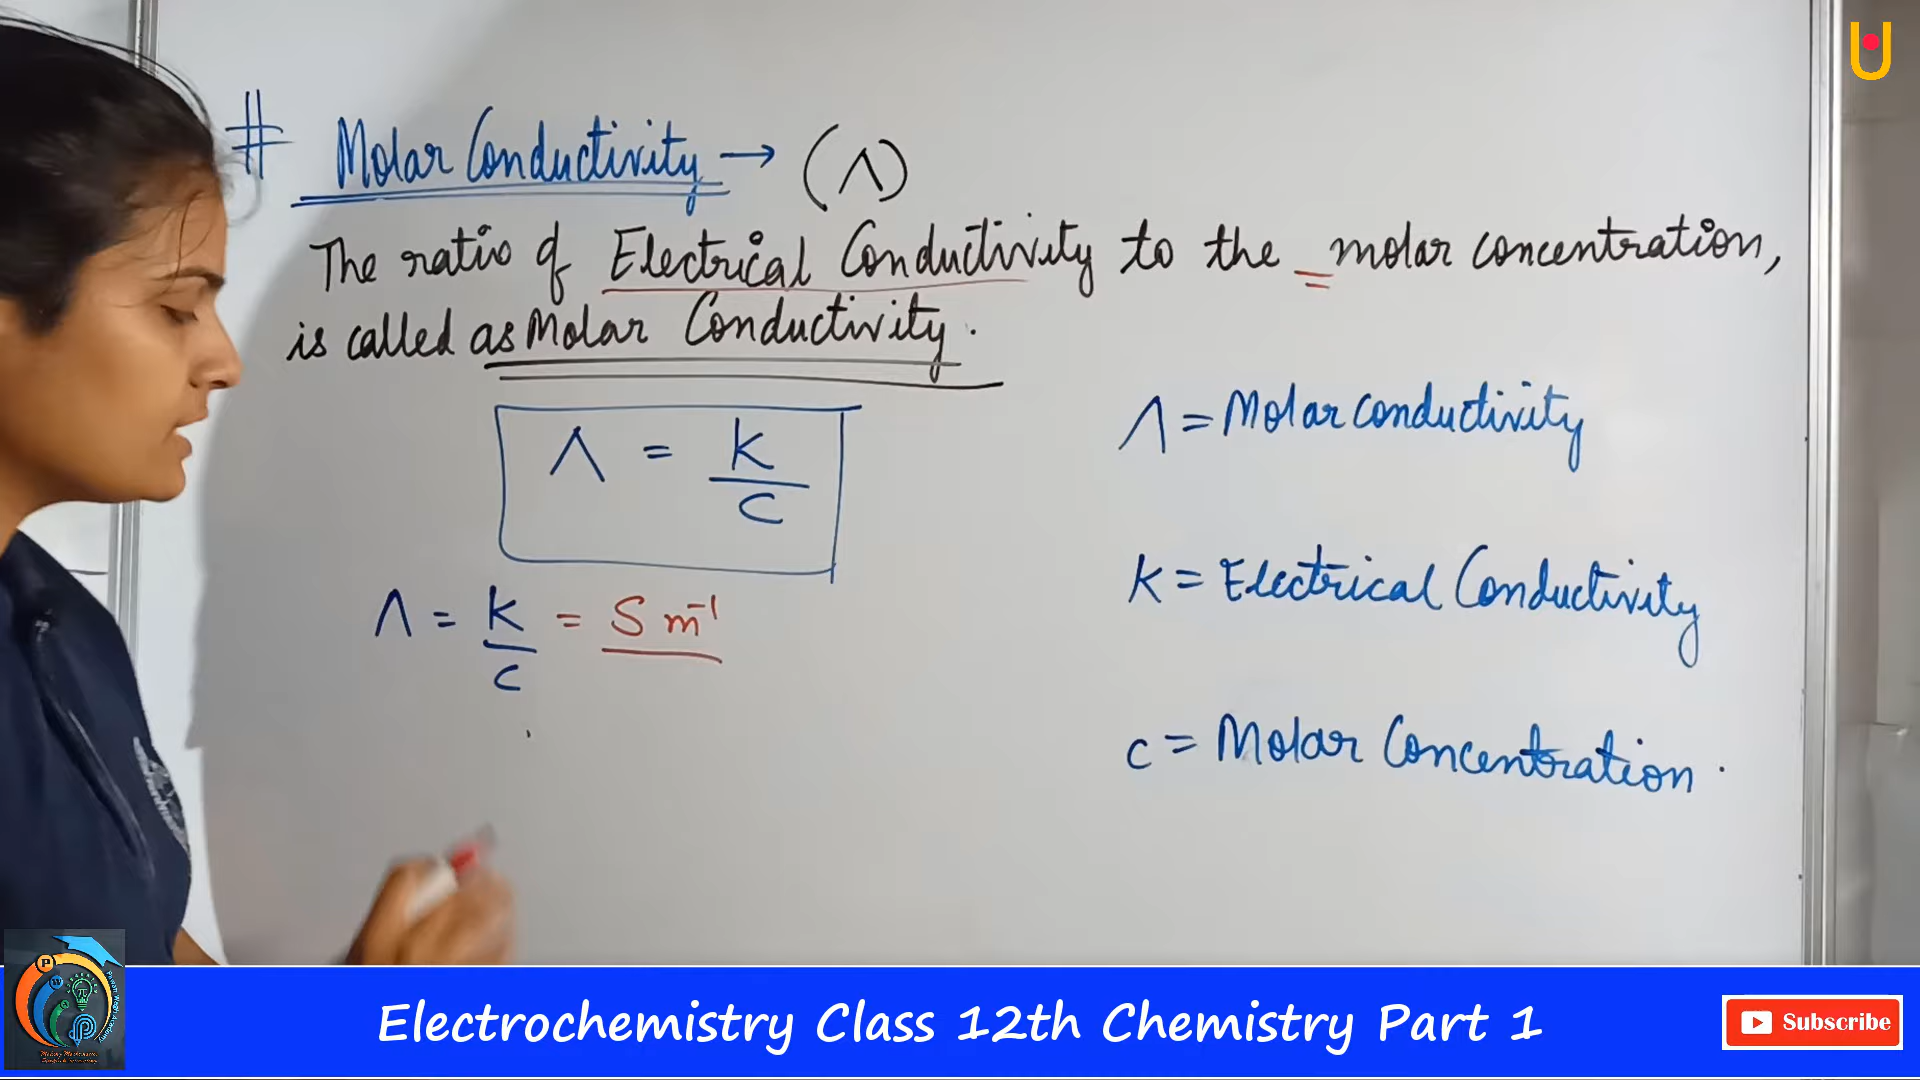 # Molar Conductivity → (Λ)
The ratio of Electrical Conductivity to the molar concentration,
is called as Molar Conductivity.
Λ = k/c
Λ = k/c = S m⁻¹
Λ = Molar conductivity
k = Electrical Conductivity
c = Molar Concentration.
Electrochemistry Class 12th Chemistry Part 1
Subscribe